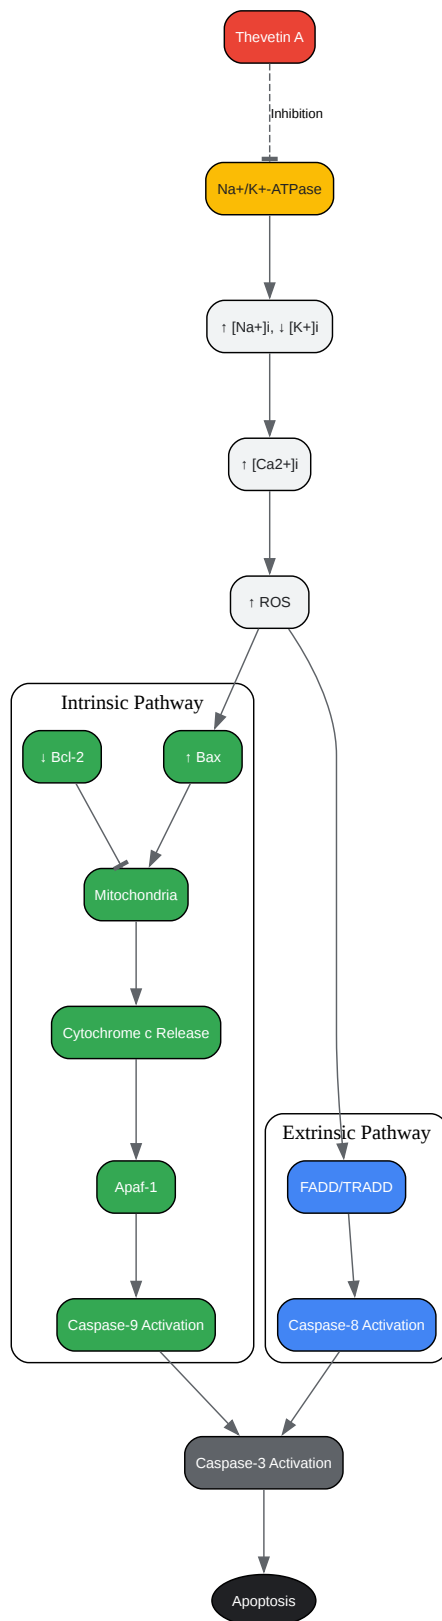 Thevetin A
Inhibition
Na+/K+-ATPase
↑ [Na+]i, ↓ [K+]i
↑ [Ca2+]i
↑ ROS
Intrinsic Pathway
↓ Bcl-2
↑ Bax
Mitochondria
Cytochrome c Release
Extrinsic Pathway
Apaf-1
FADD/TRADD
Caspase-9 Activation
Caspase-8 Activation
Caspase-3 Activation
Apoptosis